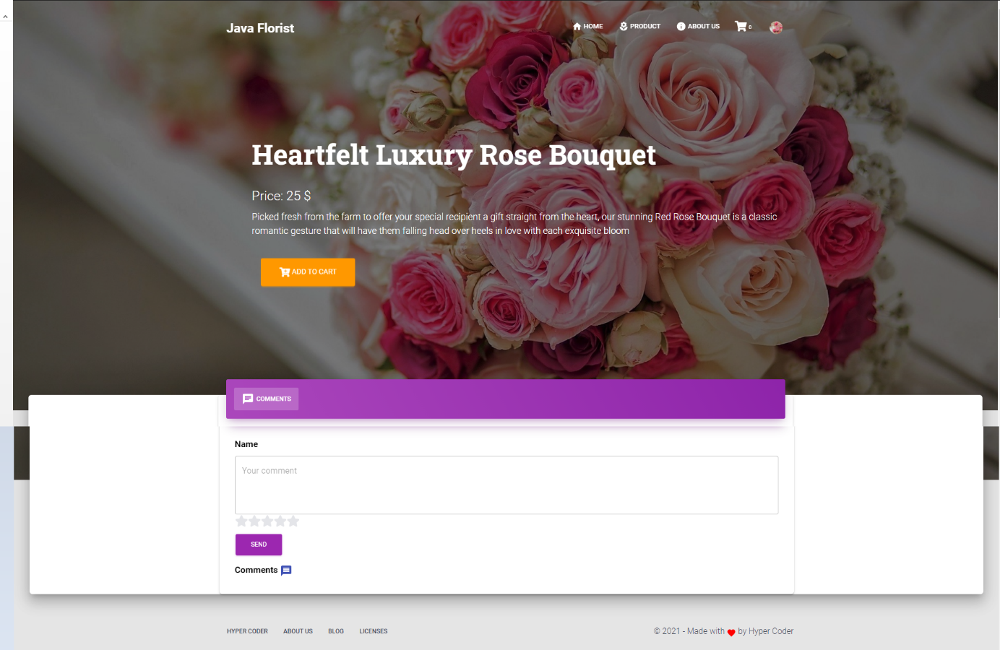 Java Florist
HOME
PRODUCT
ABOUT US
0
Heartfelt Luxury Rose Bouquet
Price: 25 $
Picked fresh from the farm to offer your special recipient a gift straight from the heart, our stunning Red Rose Bouquet is a classic
romantic gesture that will have them falling head over heels in love with each exquisite bloom
ADD TO CART
COMMENTS
Name
Your comment
SEND
Comments
HYPER CODER
ABOUT US
BLOG
LICENSES
© 2021 - Made with by Hyper Coder